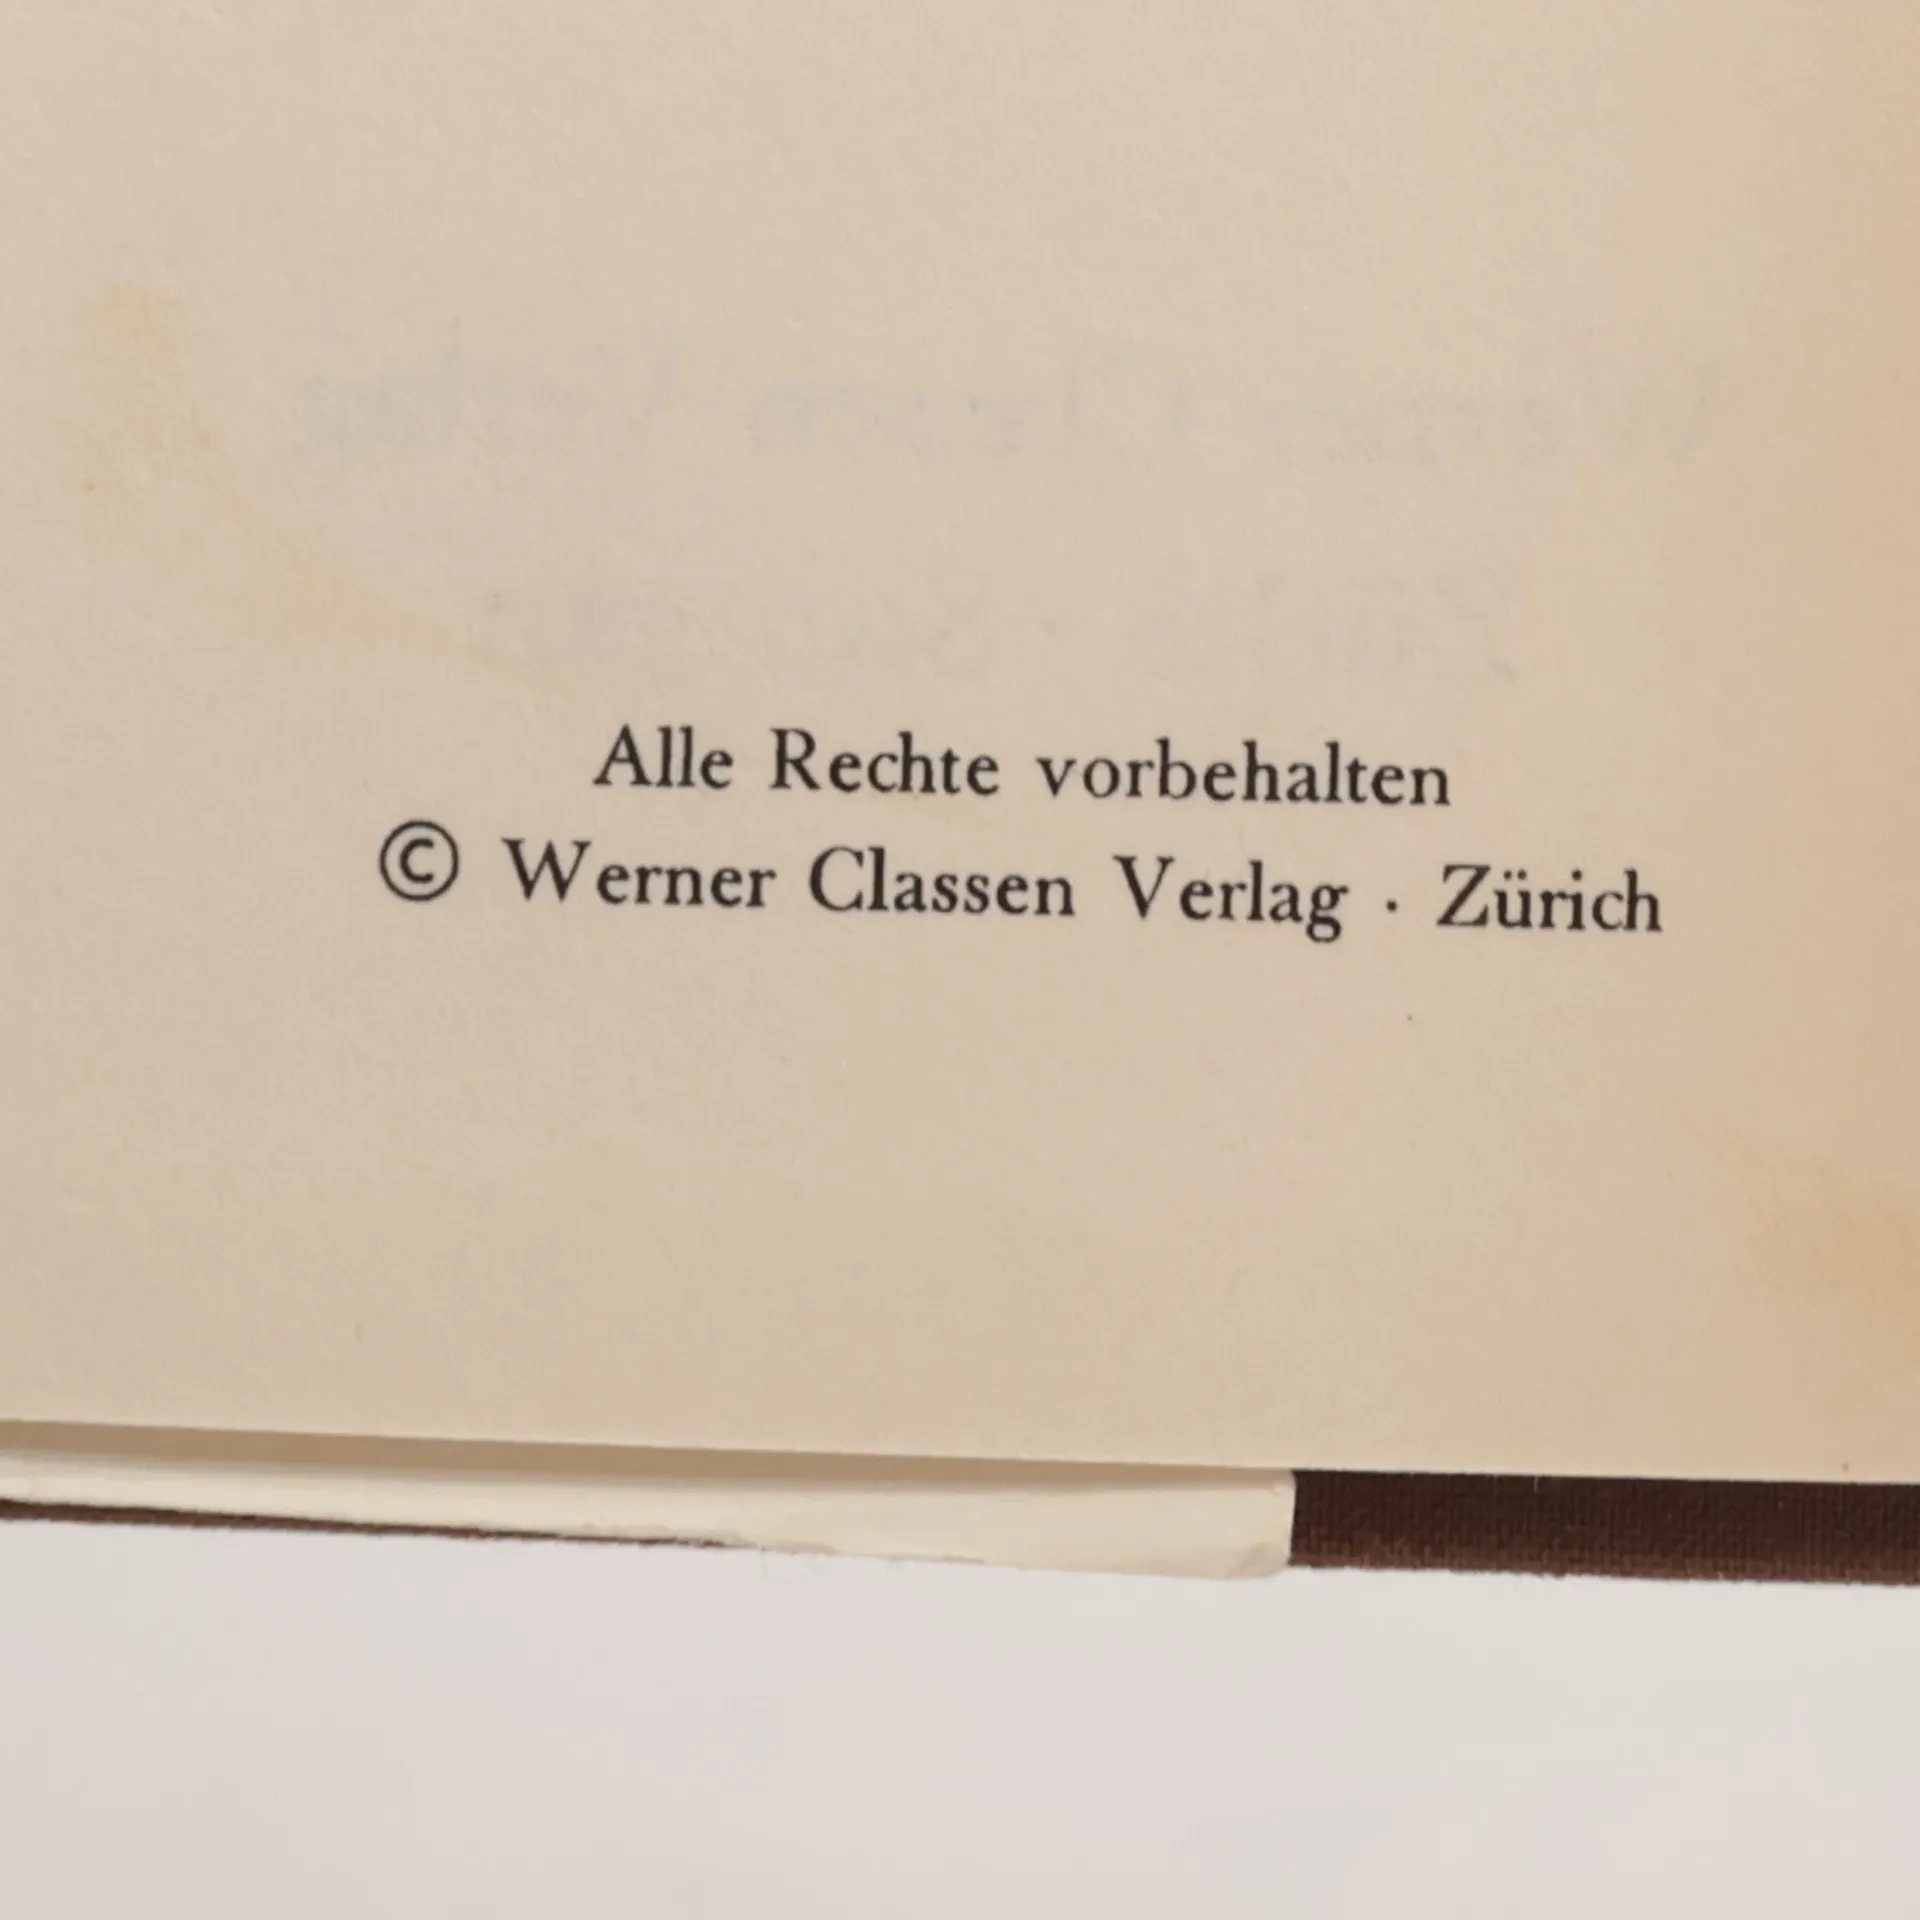 Alle Rechte vorbehalten
© Werner Classen Verlag · Zürich